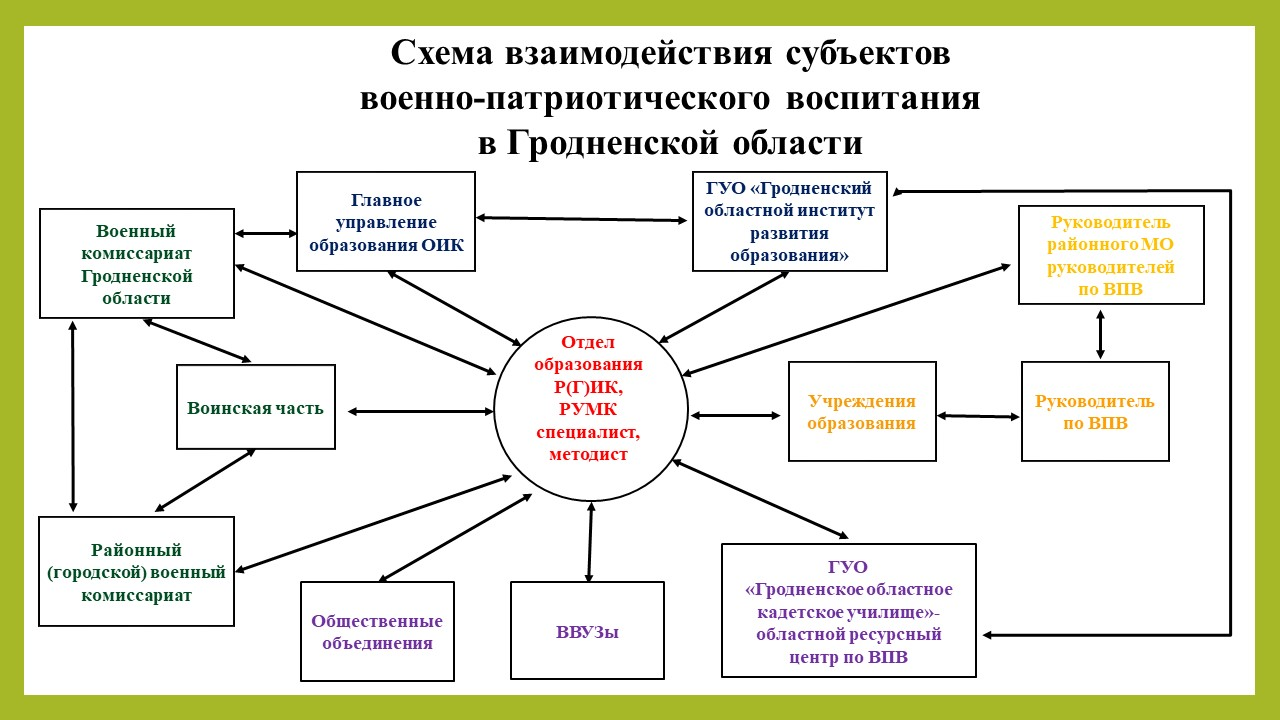 Схема взаимодействия субъектов
военно-патриотического воспитания
в Гродненской области
Главное
управление
образования ОИК
ГУО «Гродненский
областной институт
развития
образования»
Военный
комиссариат
Гродненской
области
Руководитель
районного МО
руководителей
по ВПВ
Отдел
образования
Р(Г)ИК,
РУМК
специалист,
методист
Воинская часть
Учреждения
образования
Руководитель
по ВПВ
Районный
(городской) военный
комиссариат
Общественные
объединения
ВВУЗы
ГУО
«Гродненское областное
кадетское училище»-
областной ресурсный
центр по ВПВ